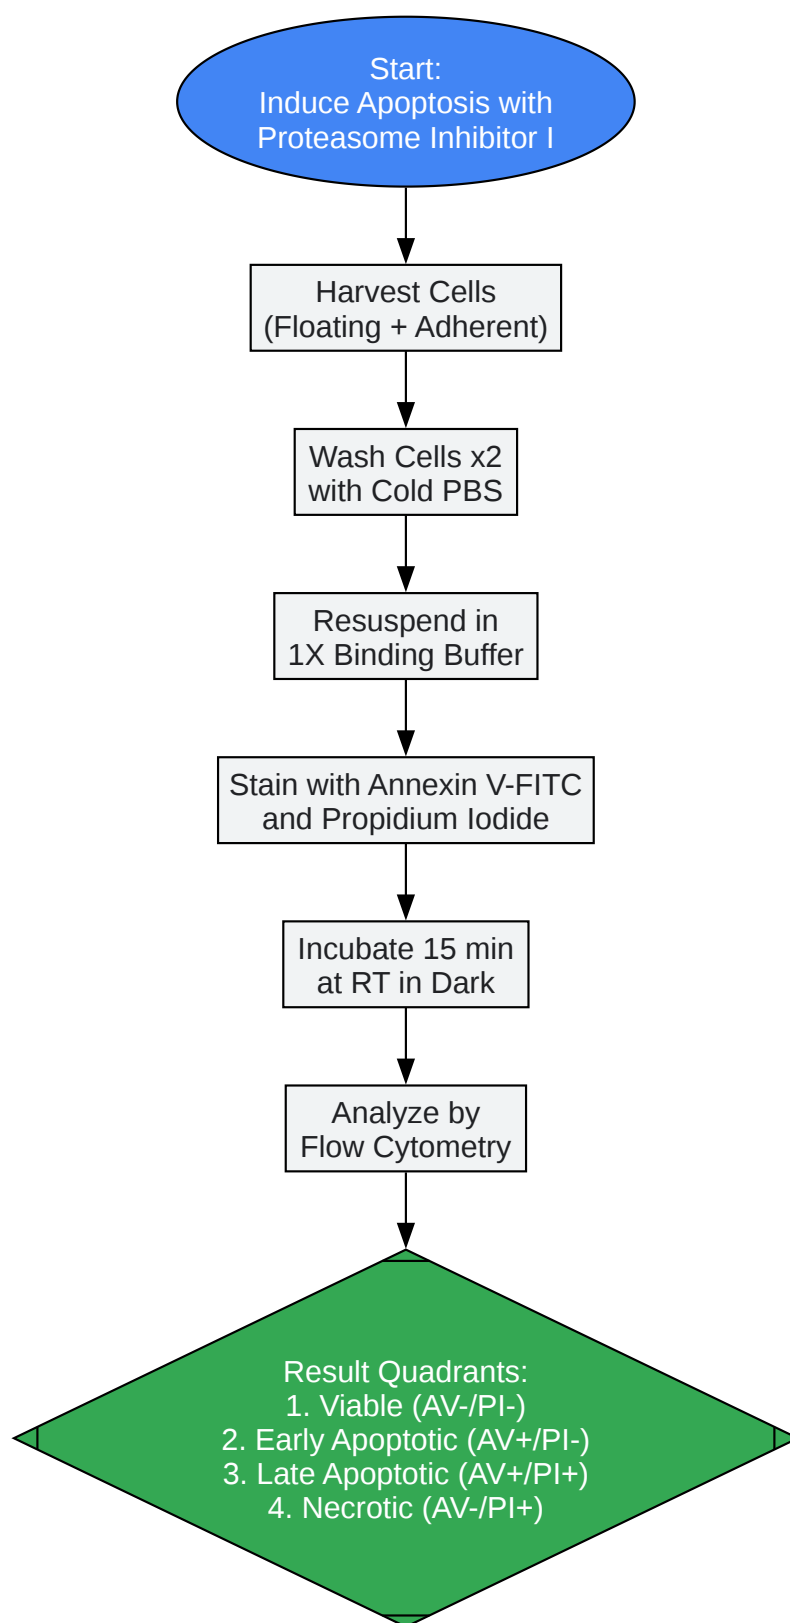 Start:
Induce Apoptosis with
Proteasome Inhibitor I
Harvest Cells
(Floating + Adherent)
Wash Cells x2
with Cold PBS
Resuspend in
1X Binding Buffer
Stain with Annexin V-FITC
and Propidium Iodide
Incubate 15 min
at RT in Dark
Analyze by
Flow Cytometry
Result Quadrants:
1. Viable (AV-/PI-)
2. Early Apoptotic (AV+/PI-)
3. Late Apoptotic (AV+/PI+)
4. Necrotic (AV-/PI+)